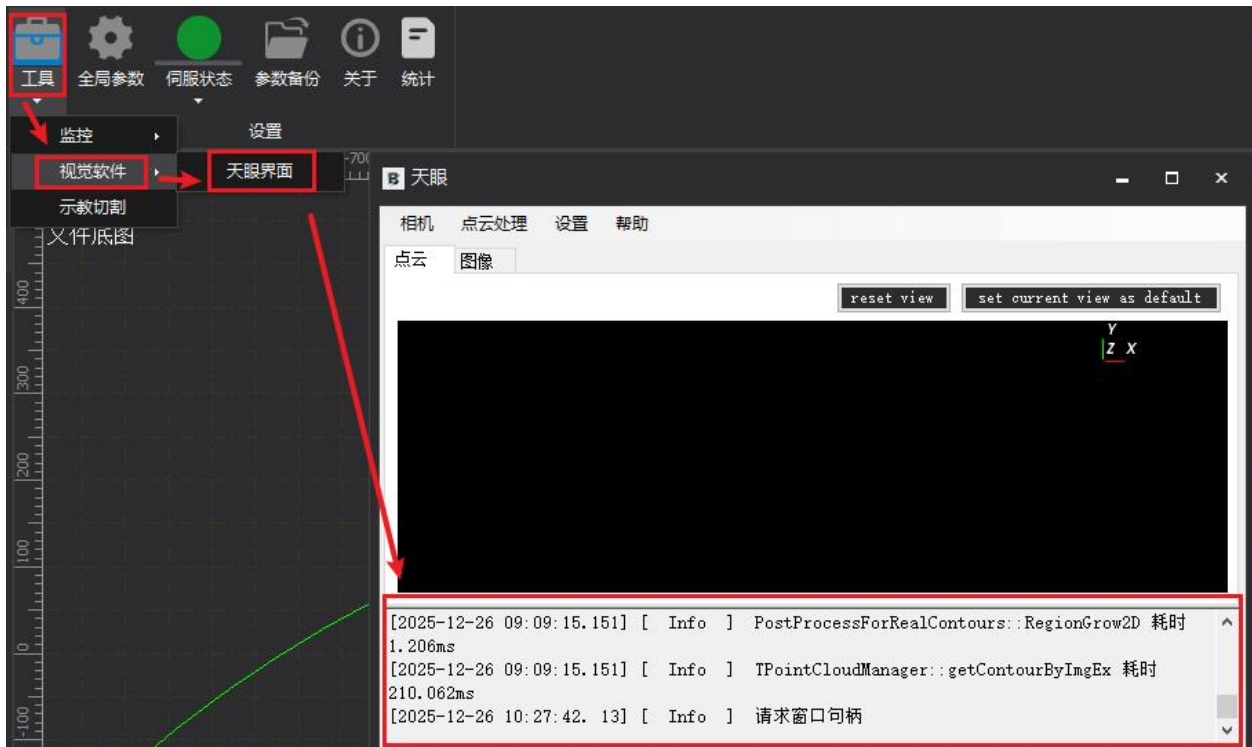 工具
全局参数
伺服状态
参数备份
关于
统计
设置
监控
视觉软件
天眼界面
示教切割
文件底图
-700
400
300
200
100
0
-100
B 天眼
相机 点云处理 设置 帮助
点云 图像
reset view
set current view as default
Y
Z X
[2025-12-26 09:09:15.151] [ Info ] PostProcessForRealContours::RegionGrow2D 耗时
1.206ms
[2025-12-26 09:09:15.151] [ Info ] TPointCloudManager::getContourByImgEx 耗时
210.062ms
[2025-12-26 10:27:42. 13] [ Info ] 请求窗口句柄